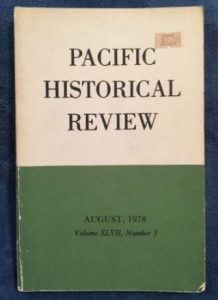 PACIFIC
HISTORICAL
REVIEW
AUGUST, 1978
Volume XLVII, Number 3